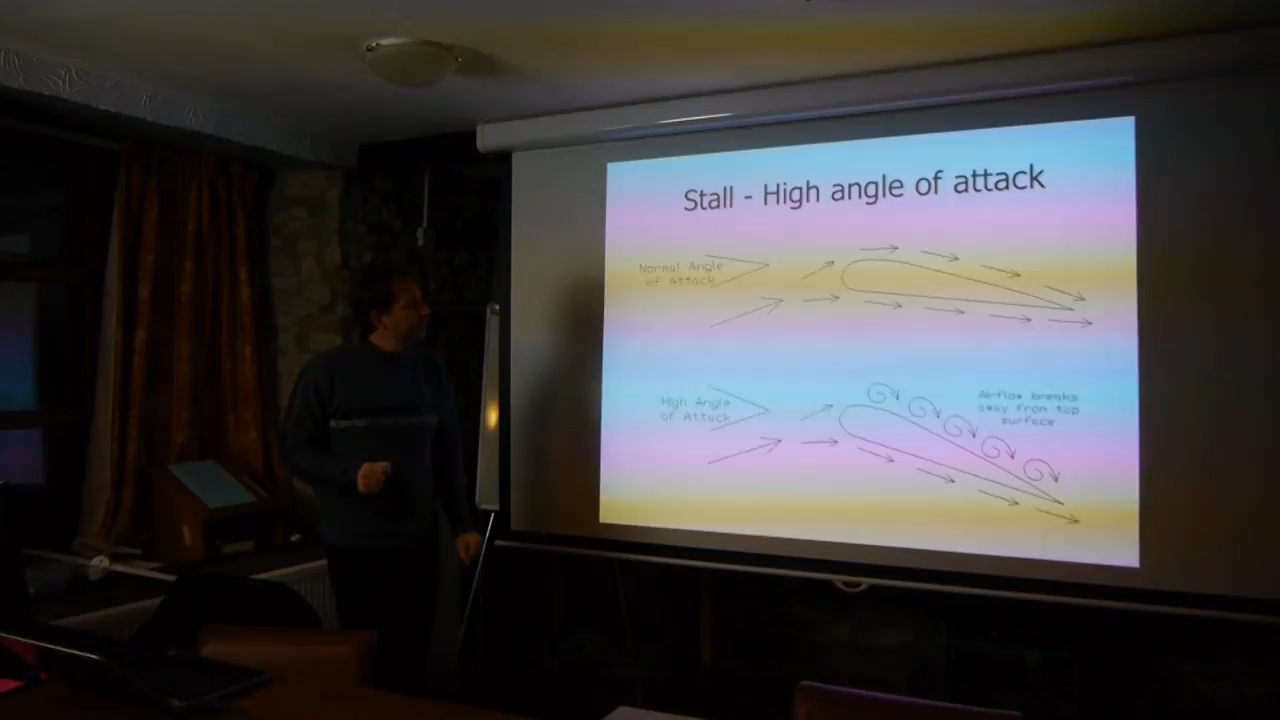 Stall - High angle of attack
Normal Angle
of Attack
High Angle
of Attack
Airflow breaks
away from top
surface